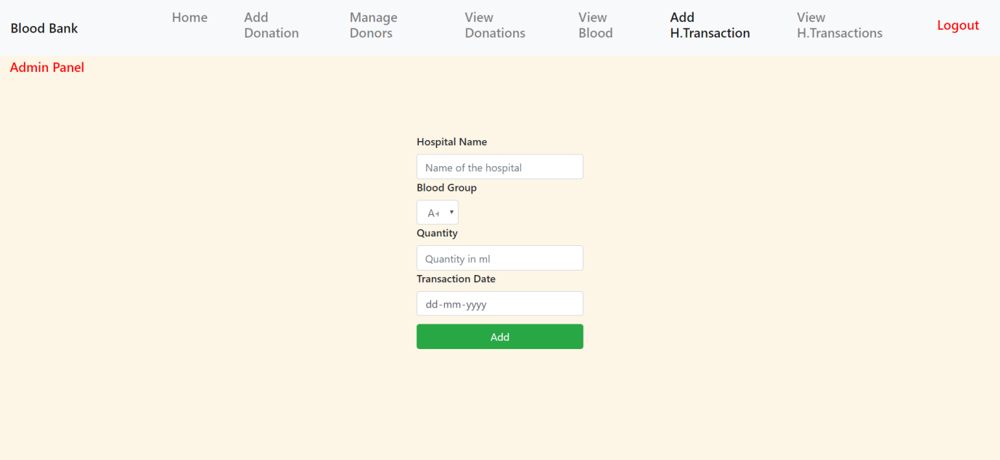 Blood Bank
Home
Add
Donation
Manage
Donors
View
Donations
View
Blood
Add
H.Transaction
View
H.Transactions
Logout
Admin Panel
Hospital Name
Name of the hospital
Blood Group
A+
Quantity
Quantity in ml
Transaction Date
dd-mm-yyyy
Add